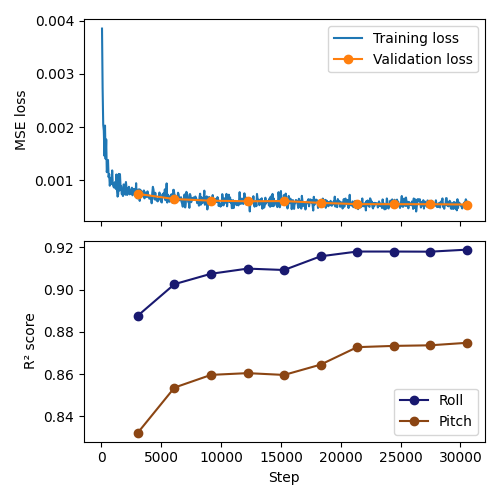 0.004
0.003
0.002
0.001
MSE loss
Training loss
Validation loss
0.92
0.90
0.88
0.86
0.84
R² score
Roll
Pitch
0 5000 10000 15000 20000 25000 30000
Step